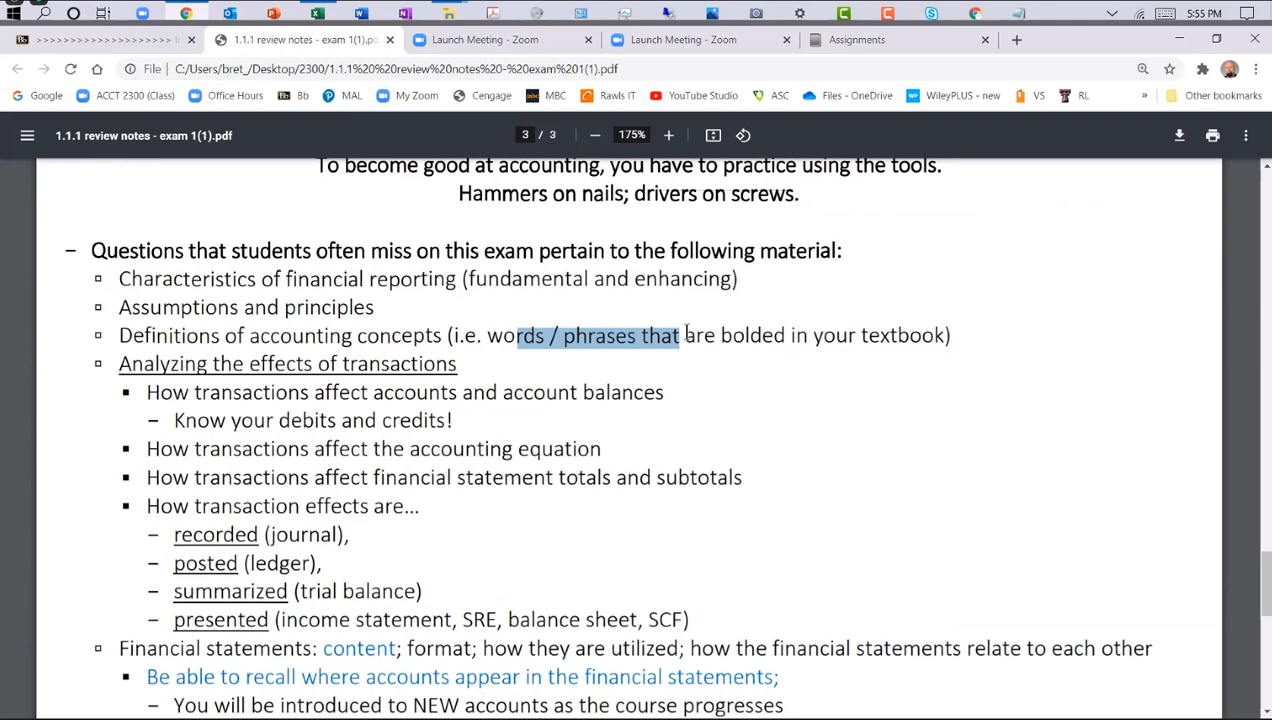 5:55 PM
>>>>>>>>>>>>>>>>>>>> I
1.1.1 review notes - exam 1(1).pd
Launch Meeting - Zoom
Launch Meeting - Zoom
Assignments
File
C:/Users/bret_/Desktop/2300/1.1.1%20%20review%20notes%20-%20exam%201(1).pdf
Google
ACCT 2300 (Class)
Office Hours
Bb
MAL
My Zoom
Cengage
MBC
Rawls IT
YouTube Studio
ASC
Files - OneDrive
WileyPLUS - new
VS
RL
»
Other bookmarks
1.1.1 review notes - exam 1(1).pdf
3 / 3
175%
To become good at accounting, you have to practice using the tools.
Hammers on nails; drivers on screws.
– Questions that students often miss on this exam pertain to the following material:
▫ Characteristics of financial reporting (fundamental and enhancing)
▫ Assumptions and principles
▫ Definitions of accounting concepts (i.e. words / phrases that are bolded in your textbook)
▫ Analyzing the effects of transactions
▪ How transactions affect accounts and account balances
– Know your debits and credits!
▪ How transactions affect the accounting equation
▪ How transactions affect financial statement totals and subtotals
▪ How transaction effects are…
– recorded (journal),
– posted (ledger),
– summarized (trial balance)
– presented (income statement, SRE, balance sheet, SCF)
▫ Financial statements: content; format; how they are utilized; how the financial statements relate to each other
▪ Be able to recall where accounts appear in the financial statements;
– You will be introduced to NEW accounts as the course progresses